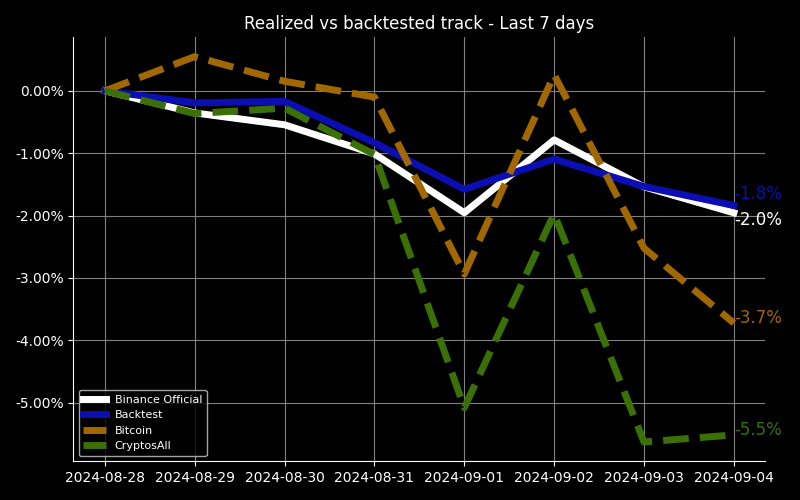 Realized vs backtested track - Last 7 days
0.00%
-1.00%
-2.00%
-3.00%
-4.00%
-5.00%
-1.8%
-2.0%
-3.7%
-5.5%
Binance Official
Backtest
Bitcoin
CryptosAll
2024-08-28 2024-08-29 2024-08-30 2024-08-31 2024-09-01 2024-09-02 2024-09-03 2024-09-04